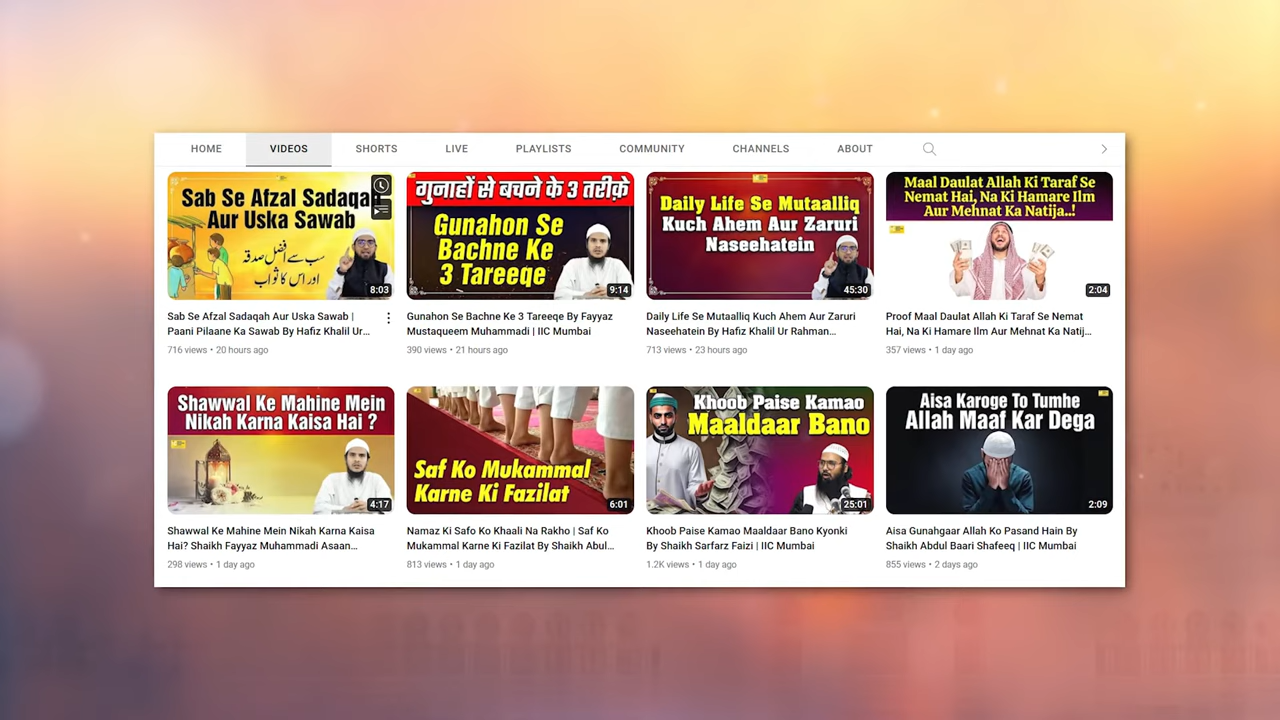 HOME VIDEOS SHORTS LIVE PLAYLISTS COMMUNITY CHANNELS ABOUT
Sab Se Afzal Sadaqah
Aur Uska Sawab
سب سے افضل صدقہ
اور اس کا ثواب
8:03
Sab Se Afzal Sadaqah Aur Uska Sawab |
Paani Pilaane Ka Sawab By Hafiz Khalil Ur...
716 views • 20 hours ago
गुनाहों से बचने के 3 तरीक़े
Gunahon Se
Bachne Ke
3 Tareeqe
9:14
Gunahon Se Bachne Ke 3 Tareeqe By Fayyaz
Mustaqueem Muhammadi | IIC Mumbai
390 views • 21 hours ago
Daily Life Se Mutaalliq
Kuch Ahem Aur Zaruri
Naseehatein
45:30
Daily Life Se Mutaalliq Kuch Ahem Aur Zaruri
Naseehatein By Hafiz Khalil Ur Rahman...
713 views • 23 hours ago
Maal Daulat Allah Ki Taraf Se
Nemat Hai, Na Ki Hamare Ilm
Aur Mehnat Ka Natija..!
2:04
Proof Maal Daulat Allah Ki Taraf Se Nemat
Hai, Na Ki Hamare Ilm Aur Mehnat Ka Natij...
357 views • 1 day ago
Shawwal Ke Mahine Mein
Nikah Karna Kaisa Hai ?
4:17
Shawwal Ke Mahine Mein Nikah Karna Kaisa
Hai? Shaikh Fayyaz Muhammadi Asaan...
298 views • 1 day ago
Saf Ko Mukammal
Karne Ki Fazilat
6:01
Namaz Ki Safo Ko Khaali Na Rakho | Saf Ko
Mukammal Karne Ki Fazilat By Shaikh Abul...
813 views • 1 day ago
Khoob Paise Kamao
Maaldaar Bano
25:01
Khoob Paise Kamao Maaldaar Bano Kyonki
By Shaikh Sarfarz Faizi | IIC Mumbai
1.2K views • 1 day ago
Aisa Karoge To Tumhe
Allah Maaf Kar Dega
2:09
Aisa Gunahgaar Allah Ko Pasand Hain By
Shaikh Abdul Baari Shafeeq | IIC Mumbai
855 views • 2 days ago